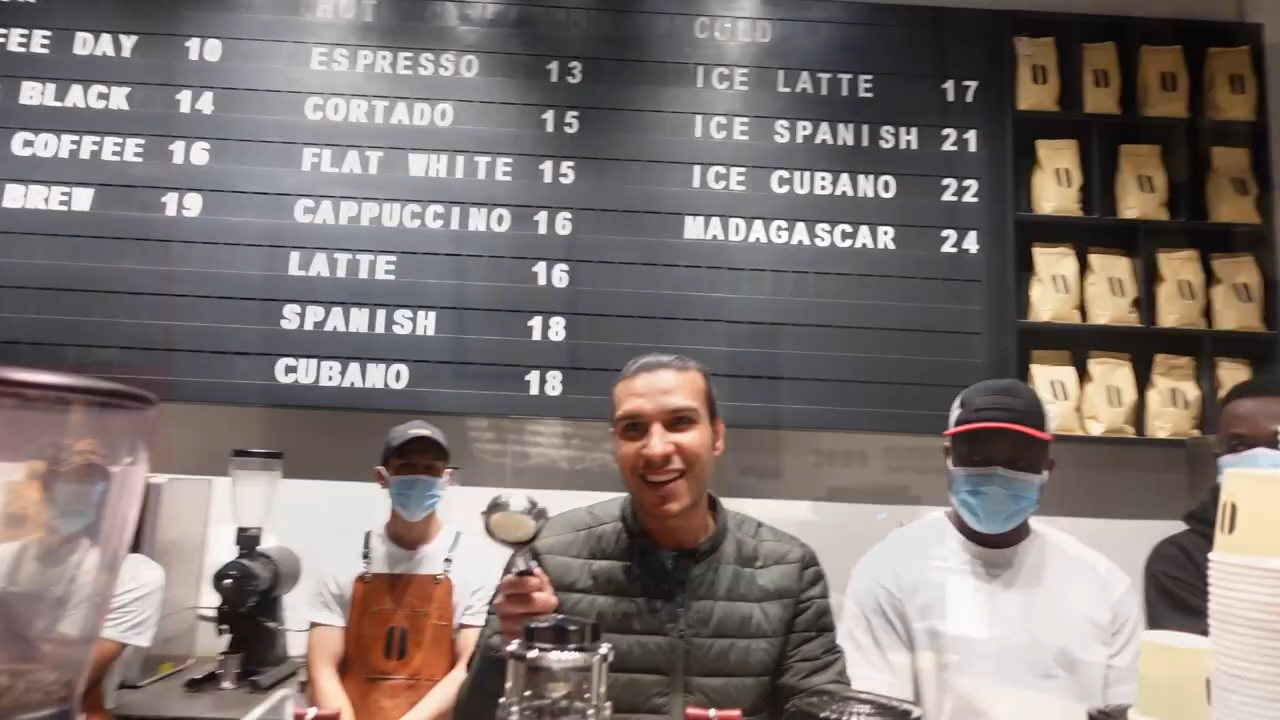 FEE DAY 10
BLACK 14
COFFEE 16
BREW 19
HOT
ESPRESSO 13
CORTADO 15
FLAT WHITE 15
CAPPUCCINO 16
LATTE 16
SPANISH 18
CUBANO 18
COLD
ICE LATTE 17
ICE SPANISH 21
ICE CUBANO 22
MADAGASCAR 24